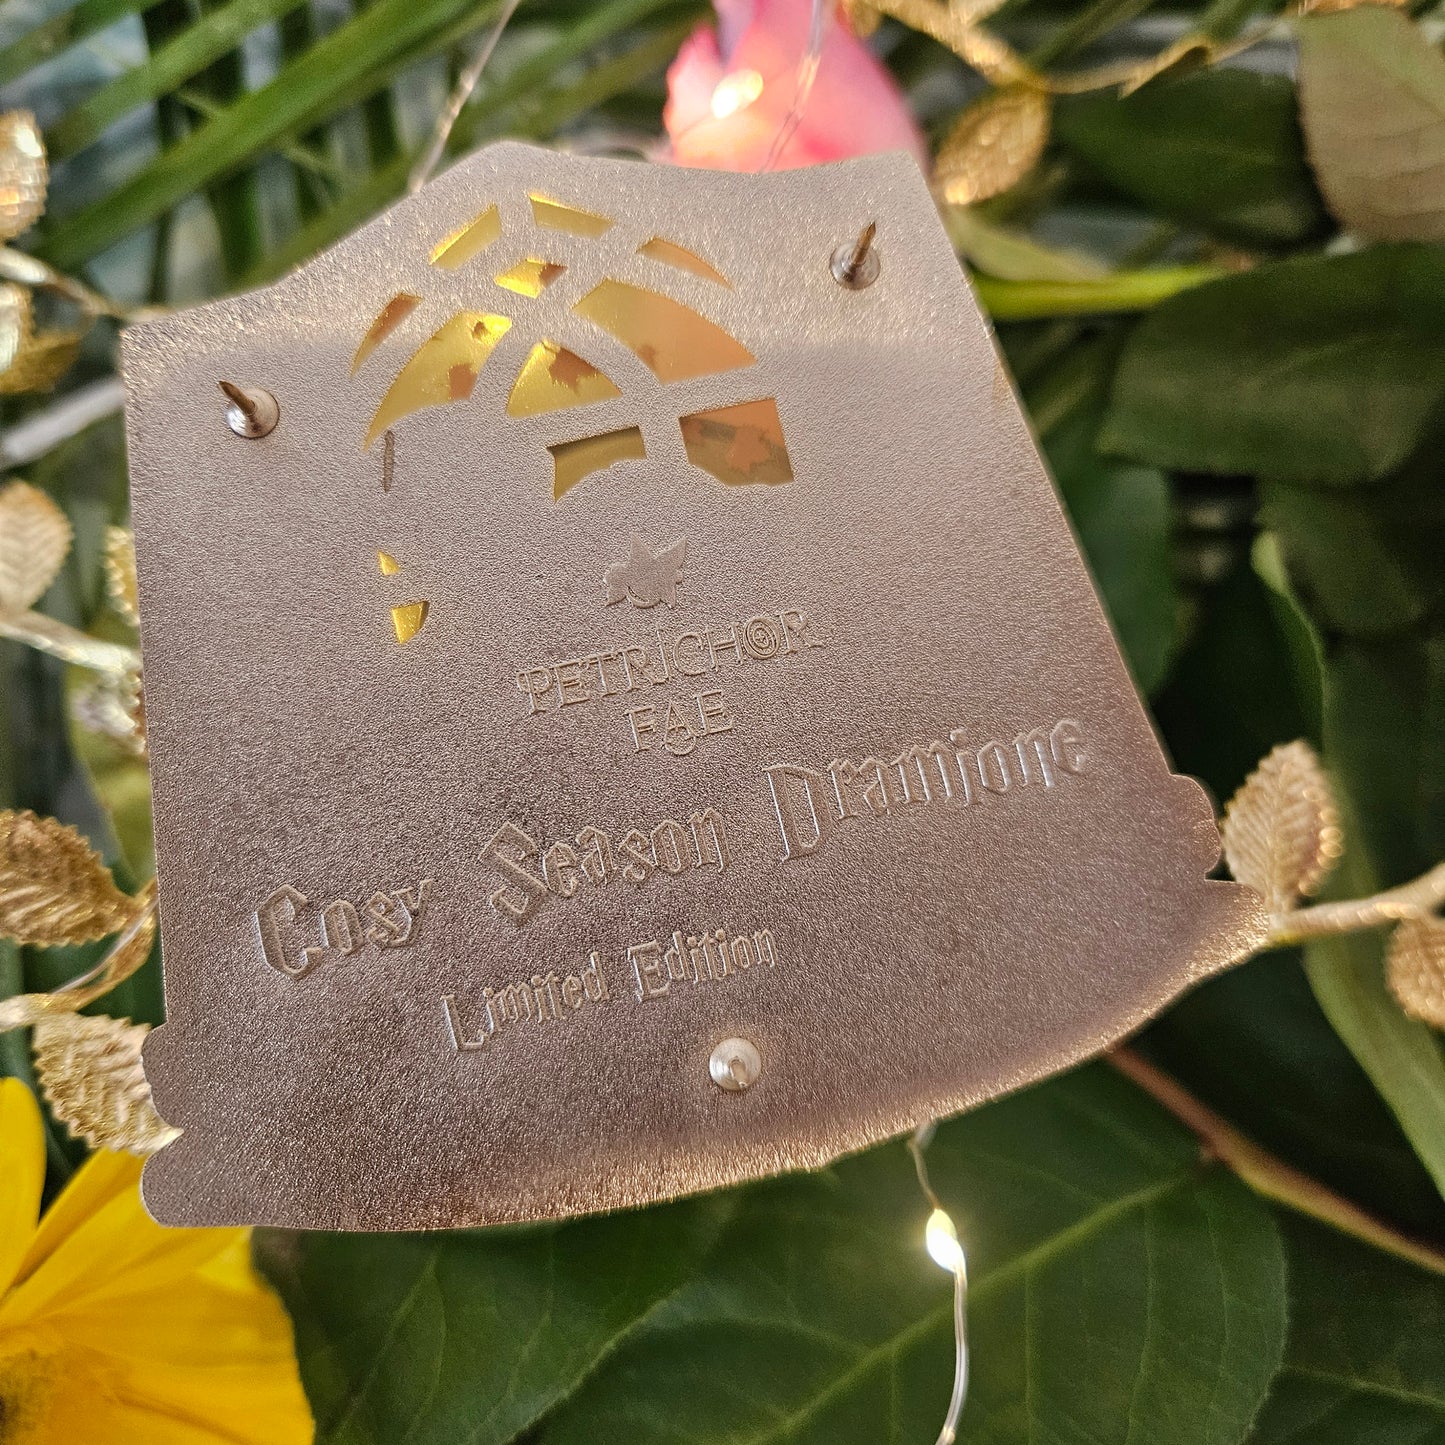 PETRICHOR
FAE
Cosy Season Dramione
Limited Edition